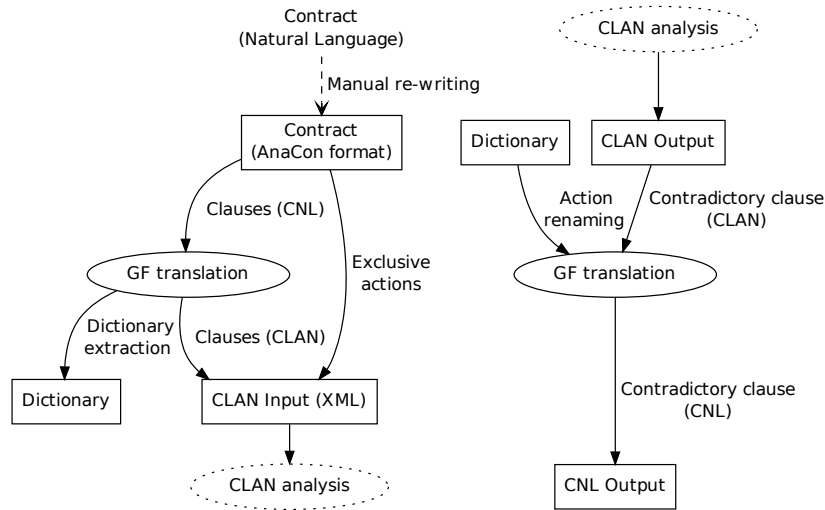 Contract
(Natural Language)
Manual re-writing
Contract
(AnaCon format)
Clauses (CNL)
Exclusive
actions
GF translation
Dictionary
extraction
Clauses (CLAN)
Dictionary
CLAN Input (XML)
CLAN analysis
CLAN analysis
Dictionary
CLAN Output
Action
renaming
Contradictory clause
(CLAN)
GF translation
Contradictory clause
(CNL)
CNL Output